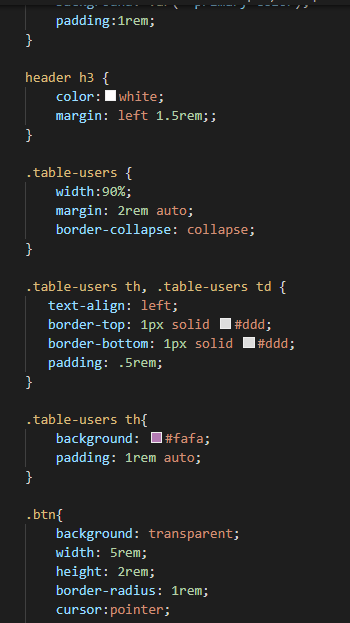 padding:1rem;
}
header h3 {
color: white;
margin: left 1.5rem;;
}
.table-users {
width:90%;
margin: 2rem auto;
border-collapse: collapse;
}
.table-users th, .table-users td {
text-align: left;
border-top: 1px solid #ddd;
border-bottom: 1px solid #ddd;
padding: .5rem;
}
.table-users th{
background: #fafa;
padding: 1rem auto;
}
.btn{
background: transparent;
width: 5rem;
height: 2rem;
border-radius: 1rem;
cursor:pointer;